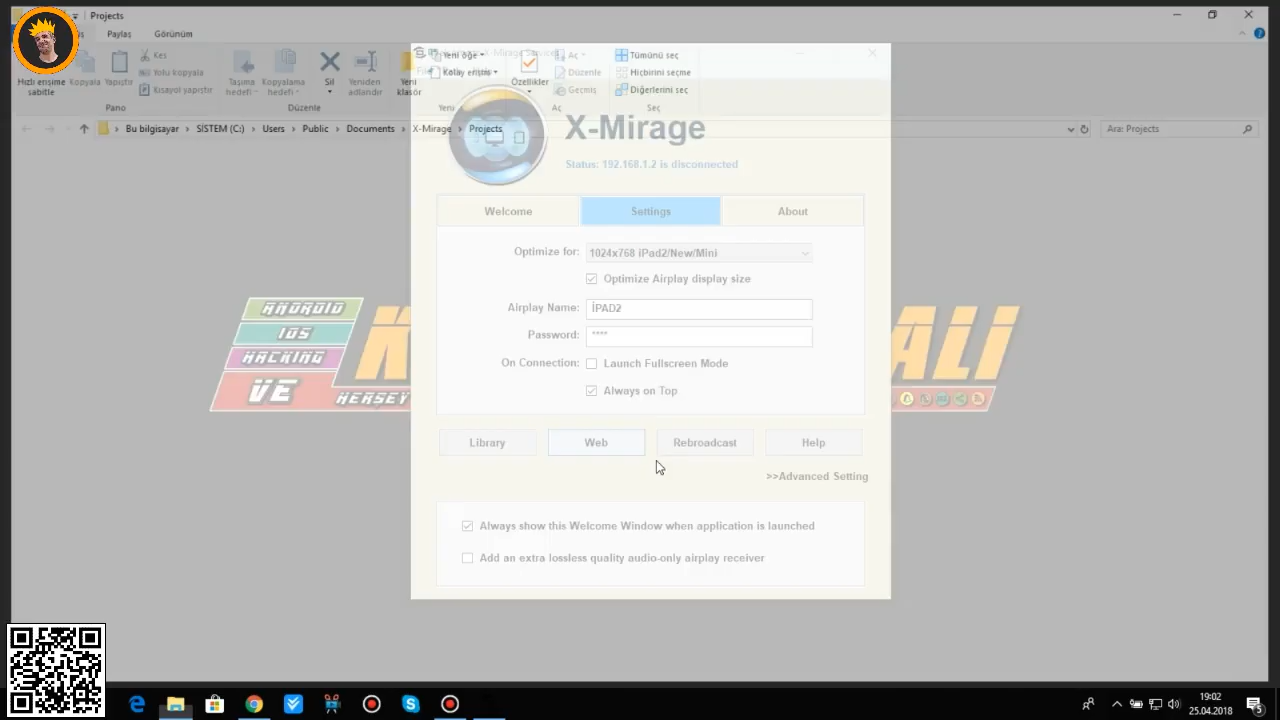 Projects
Paylaş
Görünüm
Hızlı erişime sabitle
Kopyala
Yapıştır
Kes
Yolu kopyala
Kısayol yapıştır
Pano
Taşıma hedefi
Kopyalama hedefi
Sil
Yeniden adlandır
Düzenle
Yeni klasör
Yeni öğe
Kolay erişim
Yeni
Özellikler
Aç
Düzenle
Geçmiş
Aç
Tümünü seç
Hiçbirini seçme
Diğerlerini seç
Seç
Bu bilgisayar > SİSTEM (C:) > Users > Public > Documents > X-Mirage > Projects
Ara: Projects
X-Mirage
Status: 192.168.1.2 is disconnected
Welcome
Settings
About
Optimize for: 1024x768 iPad2/New/Mini
Optimize Airplay display size
Airplay Name: İPAD2
Password: ****
On Connection: Launch Fullscreen Mode
Always on Top
Library
Web
Rebroadcast
Help
>>Advanced Setting
Always show this Welcome Window when application is launched
Add an extra lossless quality audio-only airplay receiver
ANDROID
IOS
HACKING
VE
HERŞEY
ALI
19:02
25.04.2018
5